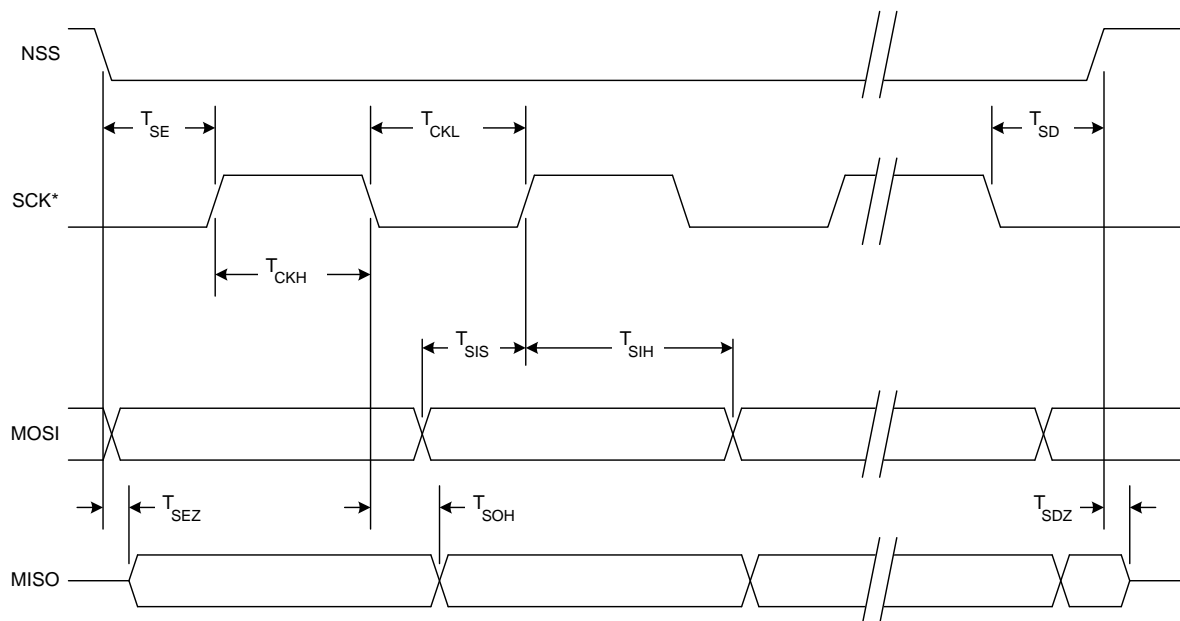 NSS
T_SE
T_CKL
T_SD
SCK*
T_CKH
T_SIS
T_SIH
MOSI
T_SEZ
T_SOH
T_SDZ
MISO